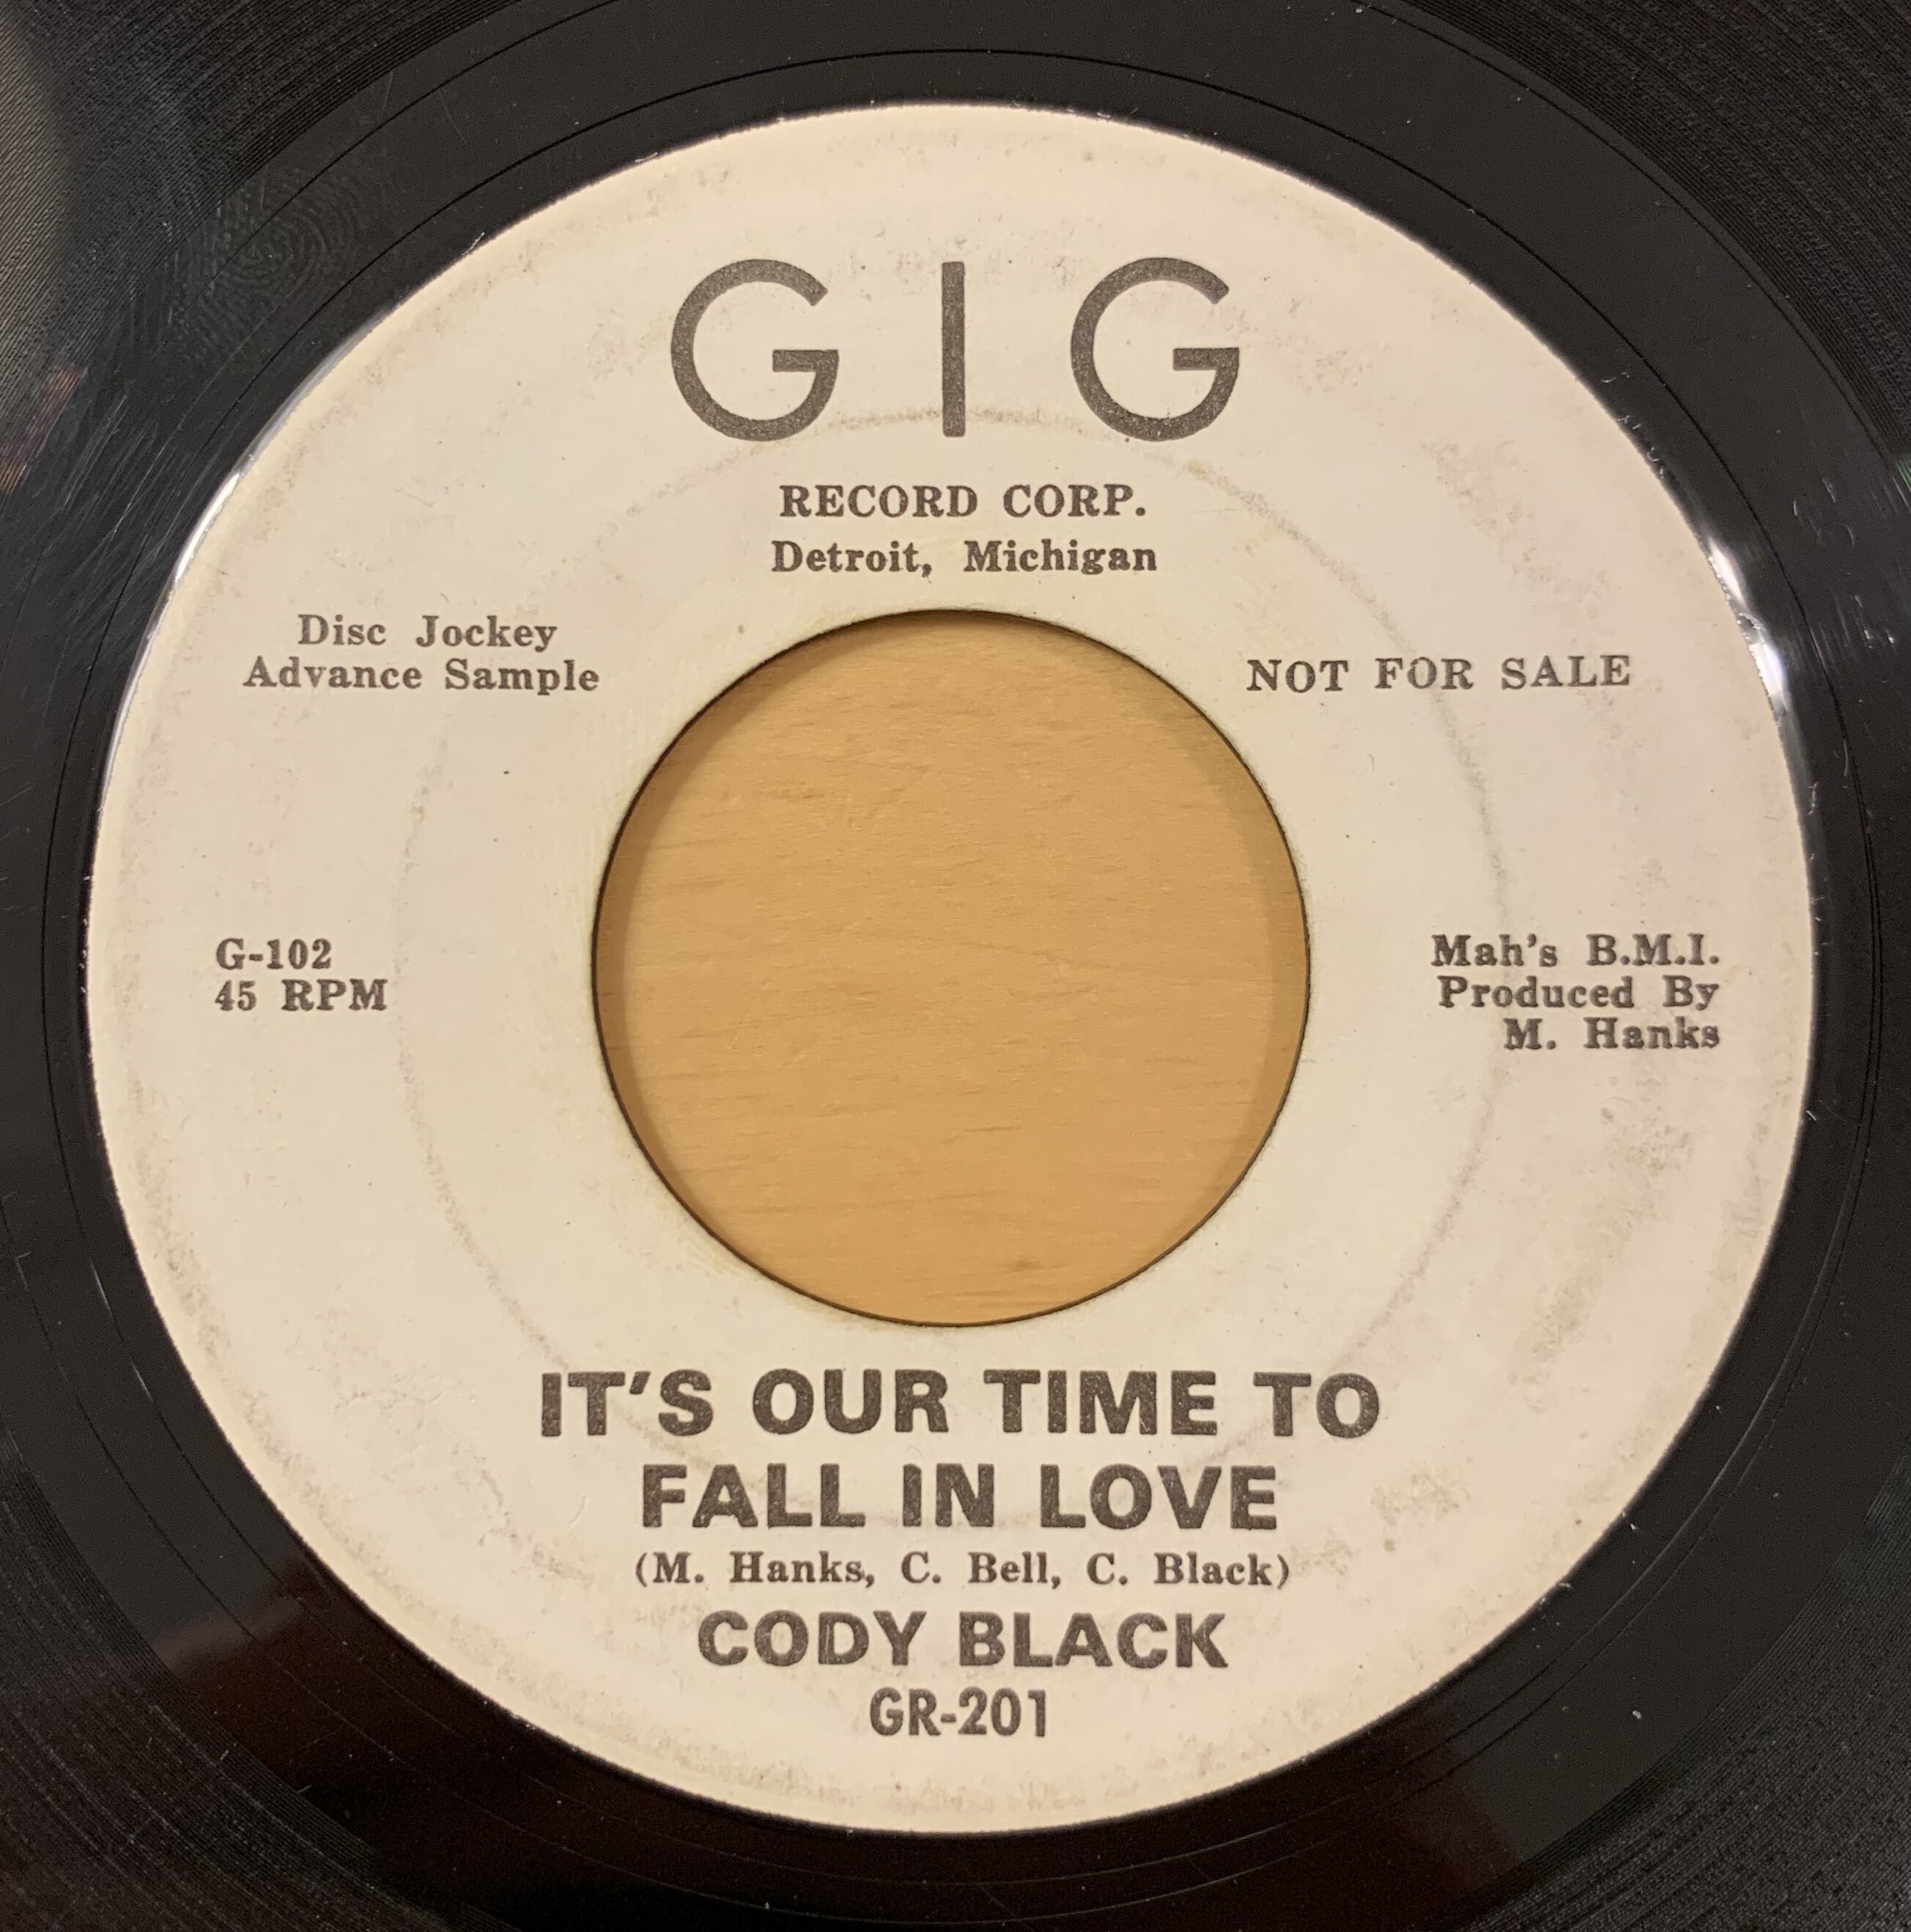 GIG
RECORD CORP.
Detroit, Michigan
Disc Jockey
Advance Sample
NOT FOR SALE
G-102
45 RPM
Mah's B.M.I.
Produced By
M. Hanks
IT'S OUR TIME TO
FALL IN LOVE
(M. Hanks, C. Bell, C. Black)
CODY BLACK
GR-201